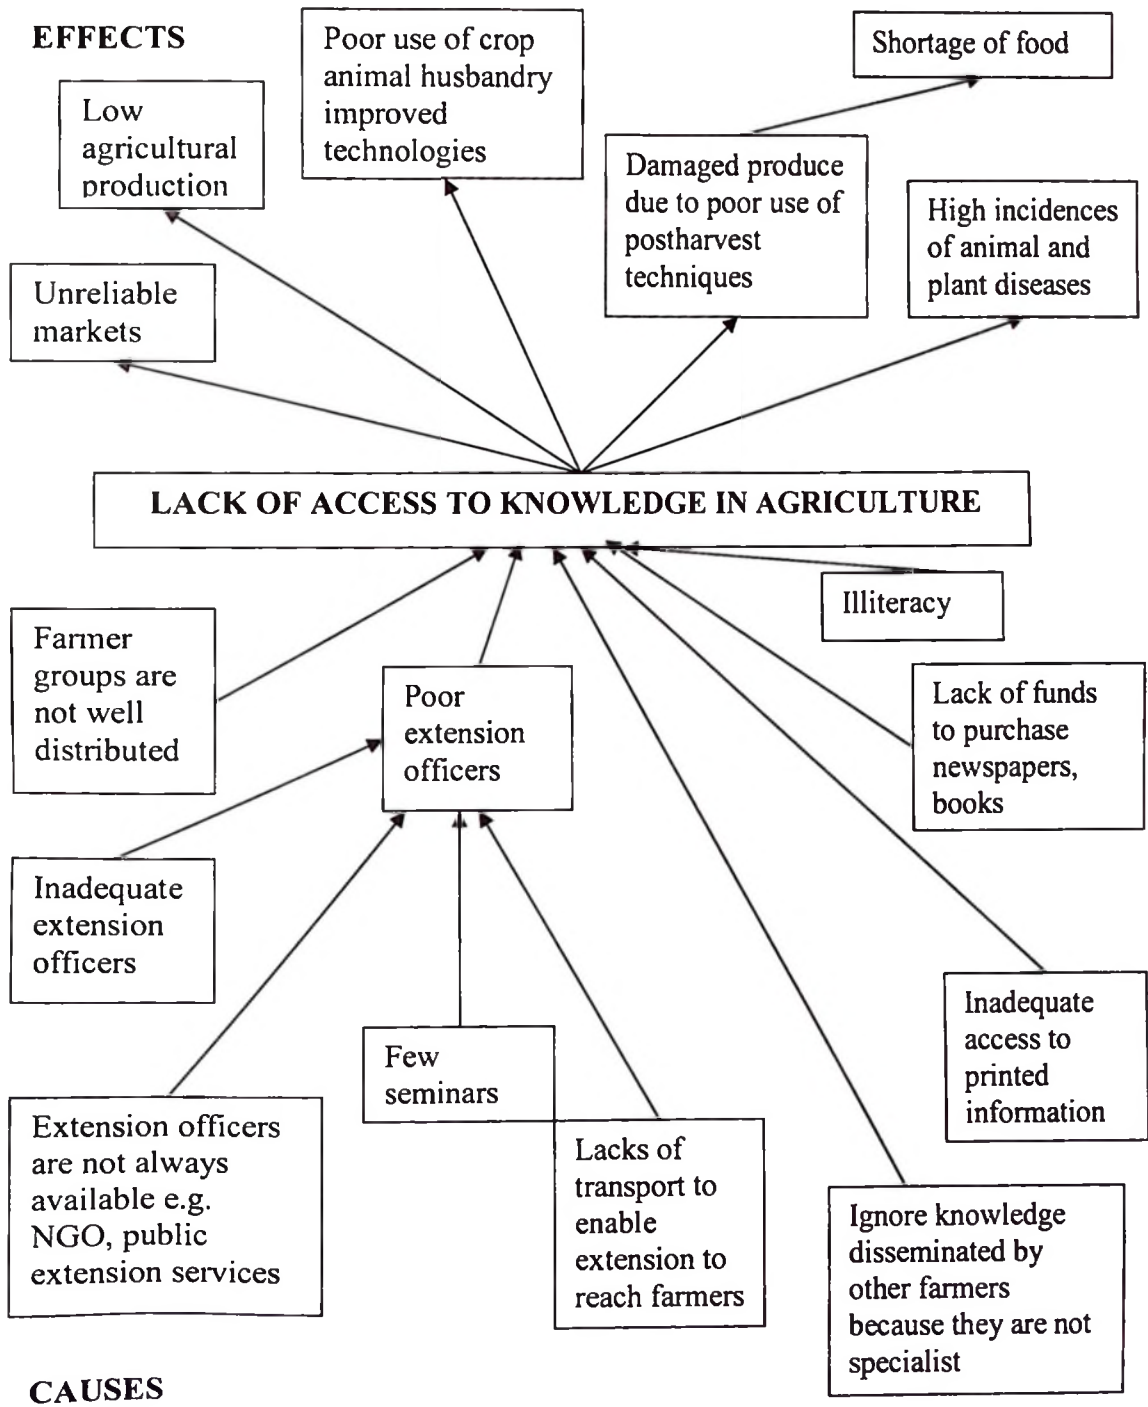 EFFECTS
Low
agricultural
production
Poor use of crop
animal husbandry
improved
technologies
Shortage of food
Damaged produce
due to poor use of
postharvest
techniques
High incidences
of animal and
plant diseases
Unreliable
markets
LACK OF ACCESS TO KNOWLEDGE IN AGRICULTURE
Illiteracy
Farmer
groups are
not well
distributed
Poor
extension
officers
Lack of funds
to purchase
newspapers,
books
Inadequate
extension
officers
Inadequate
access to
printed
information
Few
seminars
Extension officers
are not always
available e.g.
NGO, public
extension services
Lacks of
transport to
enable
extension to
reach farmers
Ignore knowledge
disseminated by
other farmers
because they are not
specialist
CAUSES